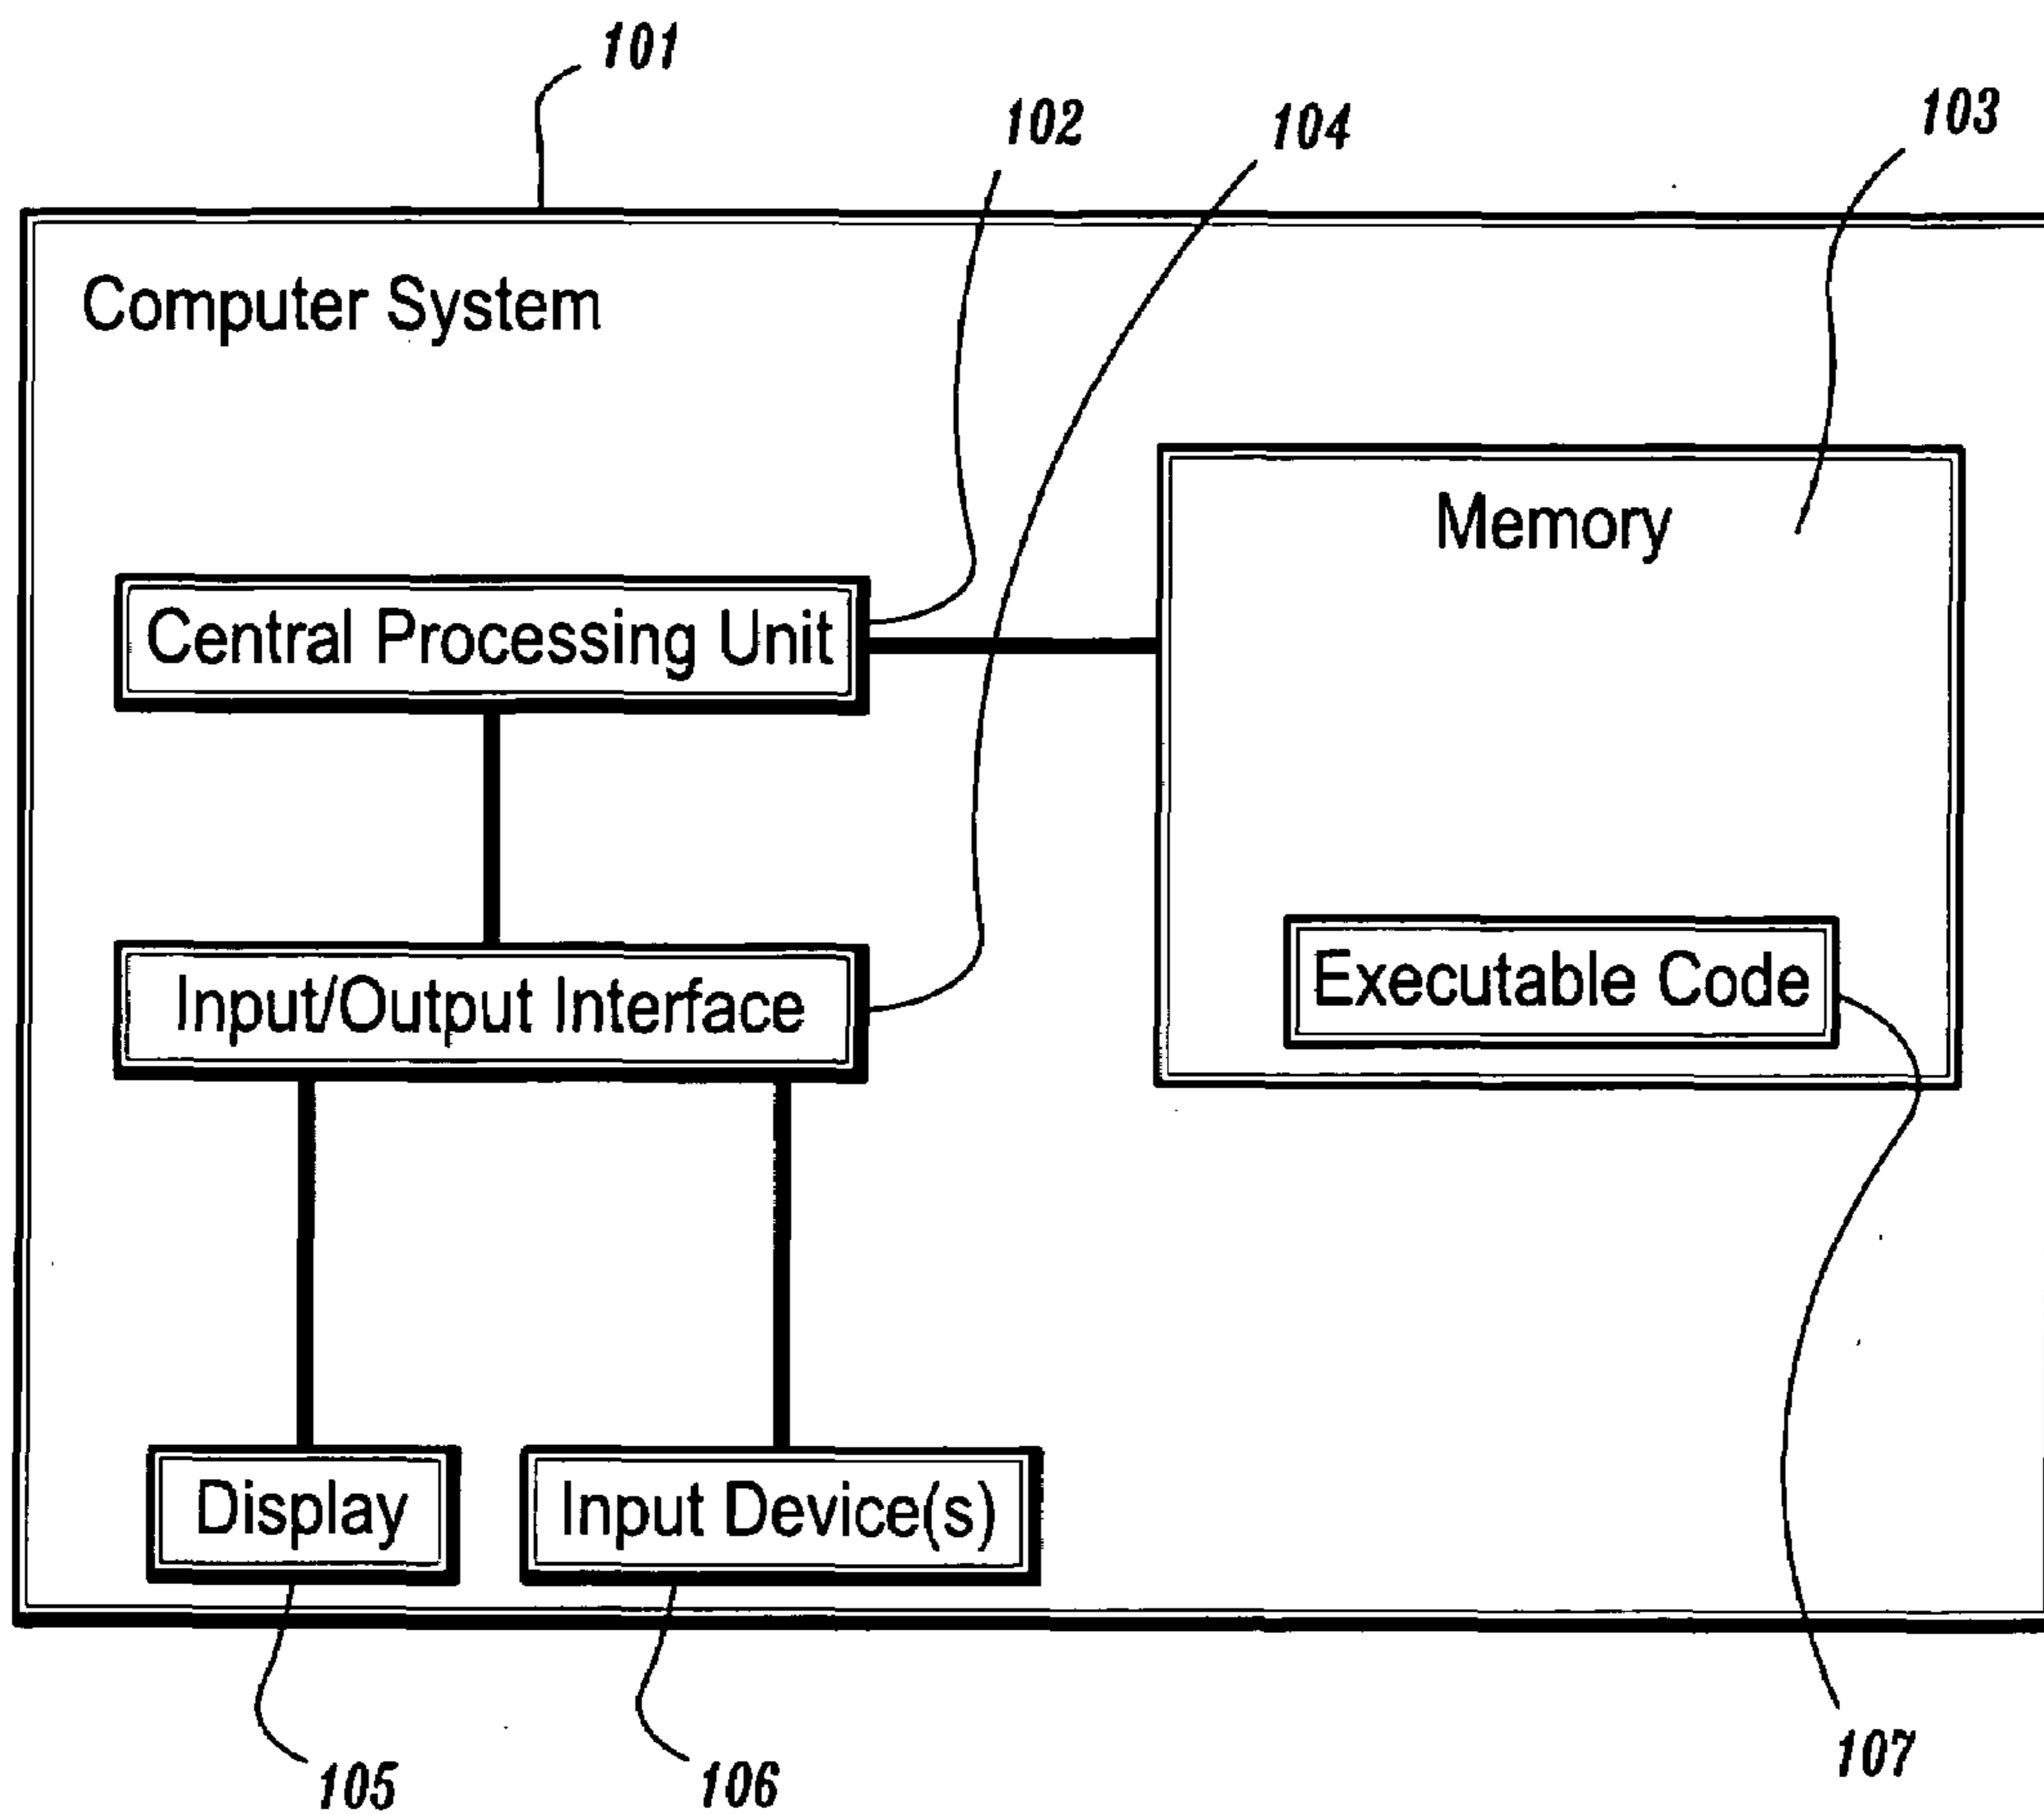 101
102
104
103
Computer System
Memory
Central Processing Unit
Input/Output Interface
Executable Code
Display
Input Device(s)
105
106
107